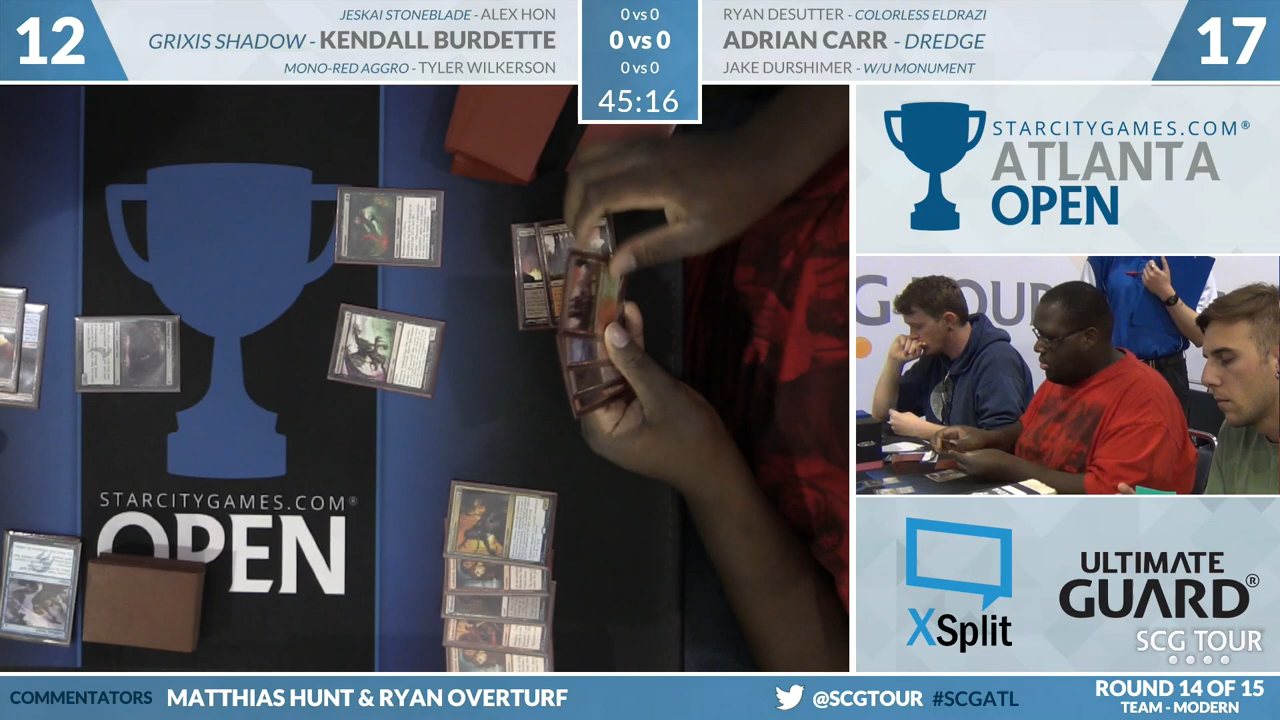 12
JESKAI STONEBLADE - ALEX HON
GRIXIS SHADOW - KENDALL BURDETTE
MONO-RED AGGRO - TYLER WILKERSON
0 vs 0
0 vs 0
0 vs 0
45:16
RYAN DESUTTER - COLORLESS ELDRAZI
ADRIAN CARR - DREDGE
JAKE DURSHIMER - W/U MONUMENT
17
STARCITYGAMES.COM®
OPEN
STARCITYGAMES.COM®
ATLANTA
OPEN
G-TOUR
XSplit
ULTIMATE
GUARD®
SCG TOUR
COMMENTATORS MATTHIAS HUNT & RYAN OVERTURF
@SCGTOUR #SCGATL
ROUND 14 OF 15
TEAM - MODERN